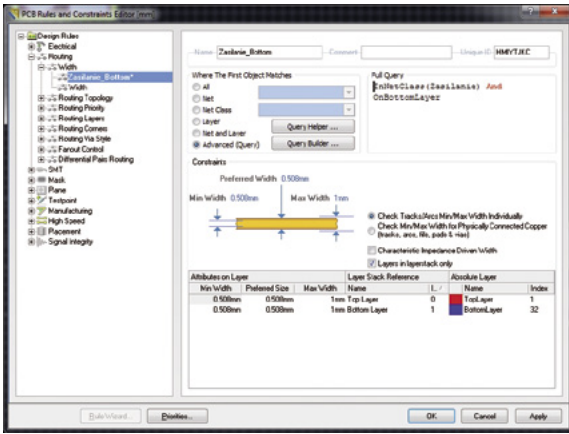 PCB Rules and Constraints Editor [mm]
Design Rules
Electrical
Routing
Width
Zasilanie_Bottom*
Width
Routing Topology
Routing Priority
Routing Layers
Routing Corners
Routing Via Style
Fanout Control
Differential Pairs Routing
SMT
Mask
Plane
Testpoint
Manufacturing
High Speed
Placement
Signal Integrity
Name Zasilanie_Bottom Comment Unique ID HMIYTJKC
Where The First Object Matches
All
Net
Net Class
Layer
Net and Layer
Advanced (Query)
Query Helper ...
Query Builder ...
Full Query
InNetClass(Zasilanie) And
OnBottomLayer
Constraints
Preferred Width 0.508mm
Min Width 0.508mm Max Width 1mm
Check Tracks/Arcs Min/Max Width Individually
Check Min/Max Width for Physically Connected Copper
(tracks, arcs, fills, pads & vias)
Characteristic Impedance Driven Width
Layers in layerstack only
Attributes on Layer Layer Stack Reference Absolute Layer
Min Width Preferred Size Max Width Name I.. Name Index
0.508mm 0.508mm 1mm Top Layer 0 TopLayer 1
0.508mm 0.508mm 1mm Bottom Layer 1 BottomLayer 32
Rule Wizard... Priorities... OK Cancel Apply